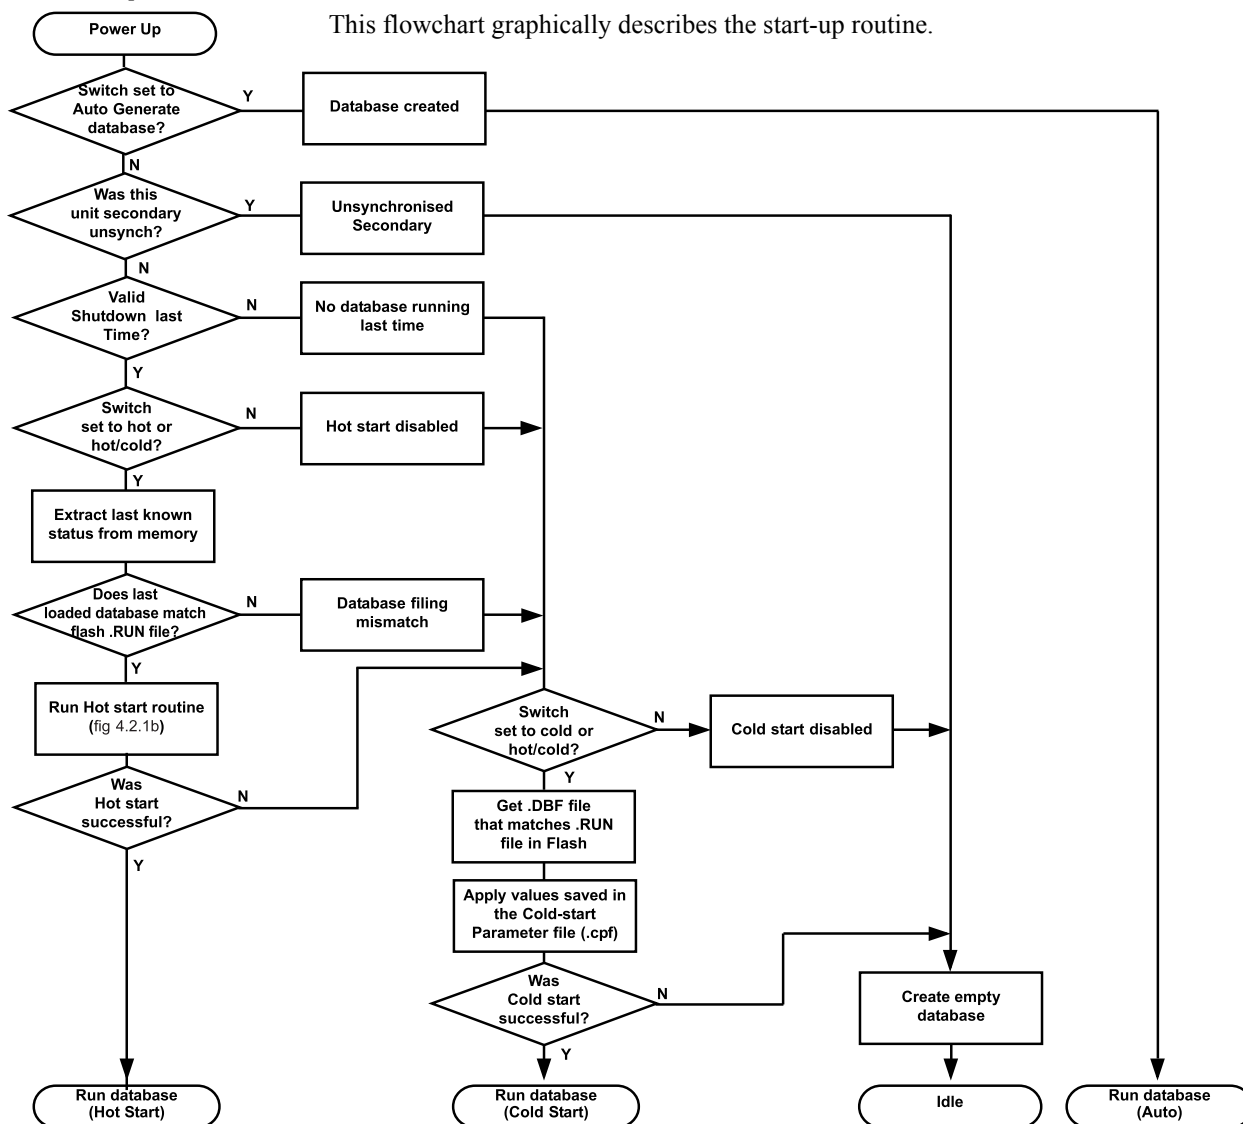 This flowchart graphically describes the start-up routine.
Power Up
Switch set to
Auto Generate
database?
Y
Database created
N
Was this
unit secondary
unsynch?
Y
Unsynchronised
Secondary
N
Valid
Shutdown last
Time?
N
No database running
last time
Y
Switch
set to hot or
hot/cold?
N
Hot start disabled
Y
Extract last known
status from memory
Does last
loaded database match
flash .RUN file?
N
Database filing
mismatch
Y
Run Hot start routine
(fig 4.2.1b)
Was
Hot start
successful?
N
Y
Switch
set to cold or
hot/cold?
N
Cold start disabled
Y
Get .DBF file
that matches .RUN
file in Flash
Apply values saved in
the Cold-start
Parameter file (.cpf)
Was
Cold start
successful?
N
Y
Create empty
database
Run database
(Hot Start)
Run database
(Cold Start)
Idle
Run database
(Auto)